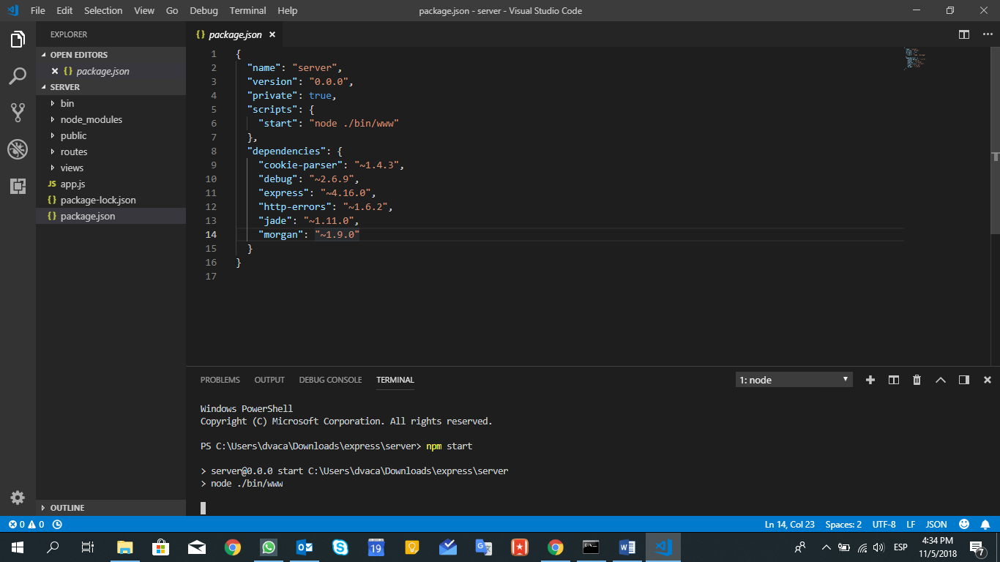 File Edit Selection View Go Debug Terminal Help
package.json - server - Visual Studio Code
EXPLORER
OPEN EDITORS
{} package.json
SERVER
bin
node_modules
public
routes
views
JS app.js
{} package-lock.json
{} package.json
OUTLINE
{} package.json
1 {
2 "name": "server",
3 "version": "0.0.0",
4 "private": true,
5 "scripts": {
6 "start": "node ./bin/www"
7 },
8 "dependencies": {
9 "cookie-parser": "~1.4.3",
10 "debug": "~2.6.9",
11 "express": "~4.16.0",
12 "http-errors": "~1.6.2",
13 "jade": "~1.11.0",
14 "morgan": "~1.9.0"
15 }
16 }
17
PROBLEMS OUTPUT DEBUG CONSOLE TERMINAL
1: node
Windows PowerShell
Copyright (C) Microsoft Corporation. All rights reserved.
PS C:\Users\dvaca\Downloads\express\server> npm start
> server@0.0.0 start C:\Users\dvaca\Downloads\express\server
> node ./bin/www
0 0
Ln 14, Col 23 Spaces: 2 UTF-8 LF JSON
19
ESP
4:34 PM
11/5/2018
7